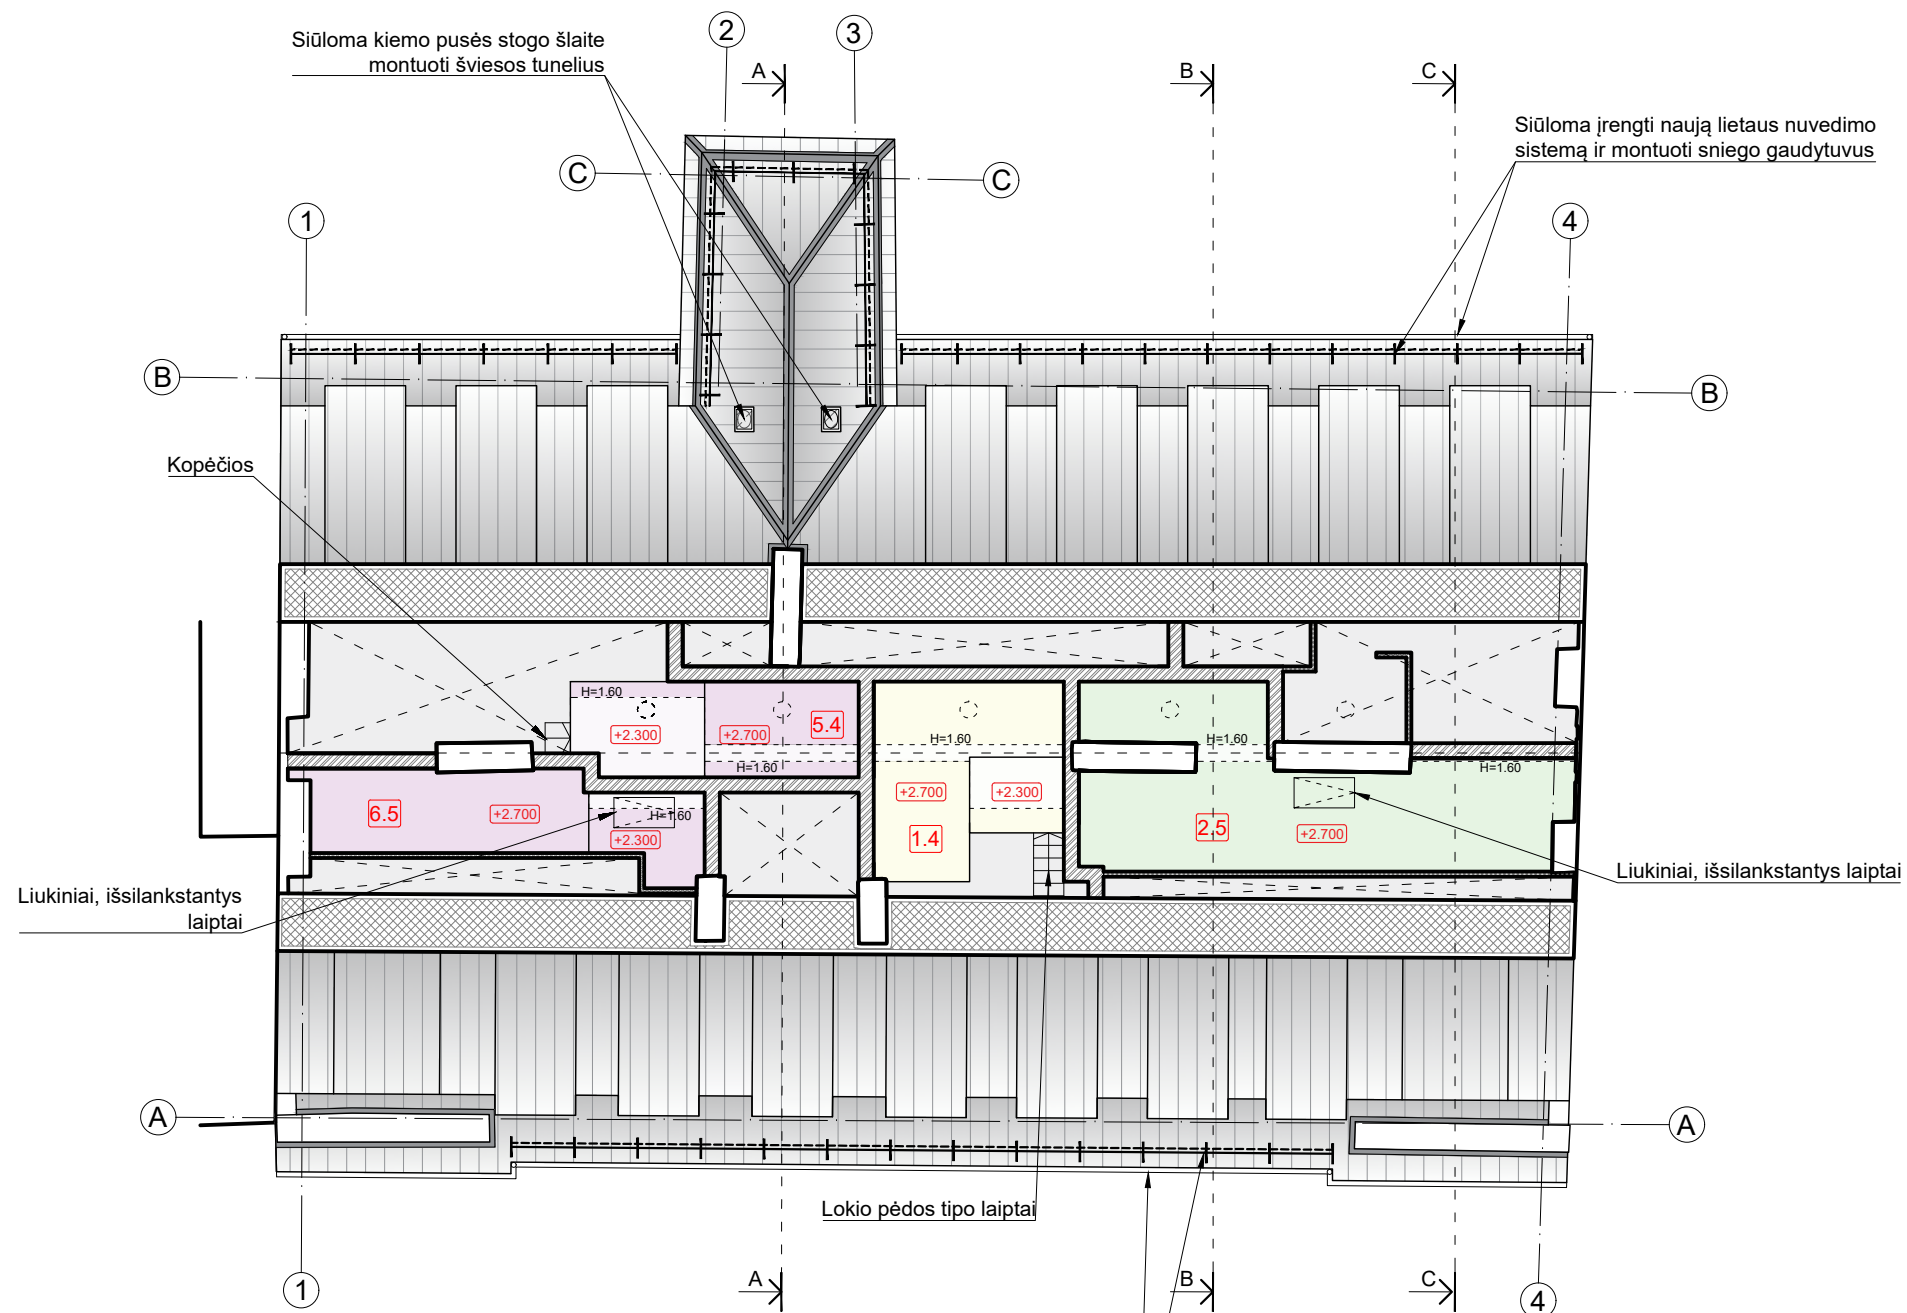 Siūloma kiemo pusės stogo šlaite
montuoti šviesos tunelius
2
3
A
B
C
Siūloma įrengti naują lietaus nuvedimo
sistemą ir montuoti sniego gaudytuvus
C
C
1
4
B
B
Kopėčios
H=1.60
+2.300
+2.700
5.4
H=1.60
H=1.60
H=1.60
H=1.60
6.5
+2.700
H=1.60
+2.300
+2.700
+2.300
1.4
2.5
+2.700
Liukiniai, išsilankstantys
laiptai
Liukiniai, išsilankstantys laiptai
A
A
Lokio pėdos tipo laiptai
1
A
B
C
4